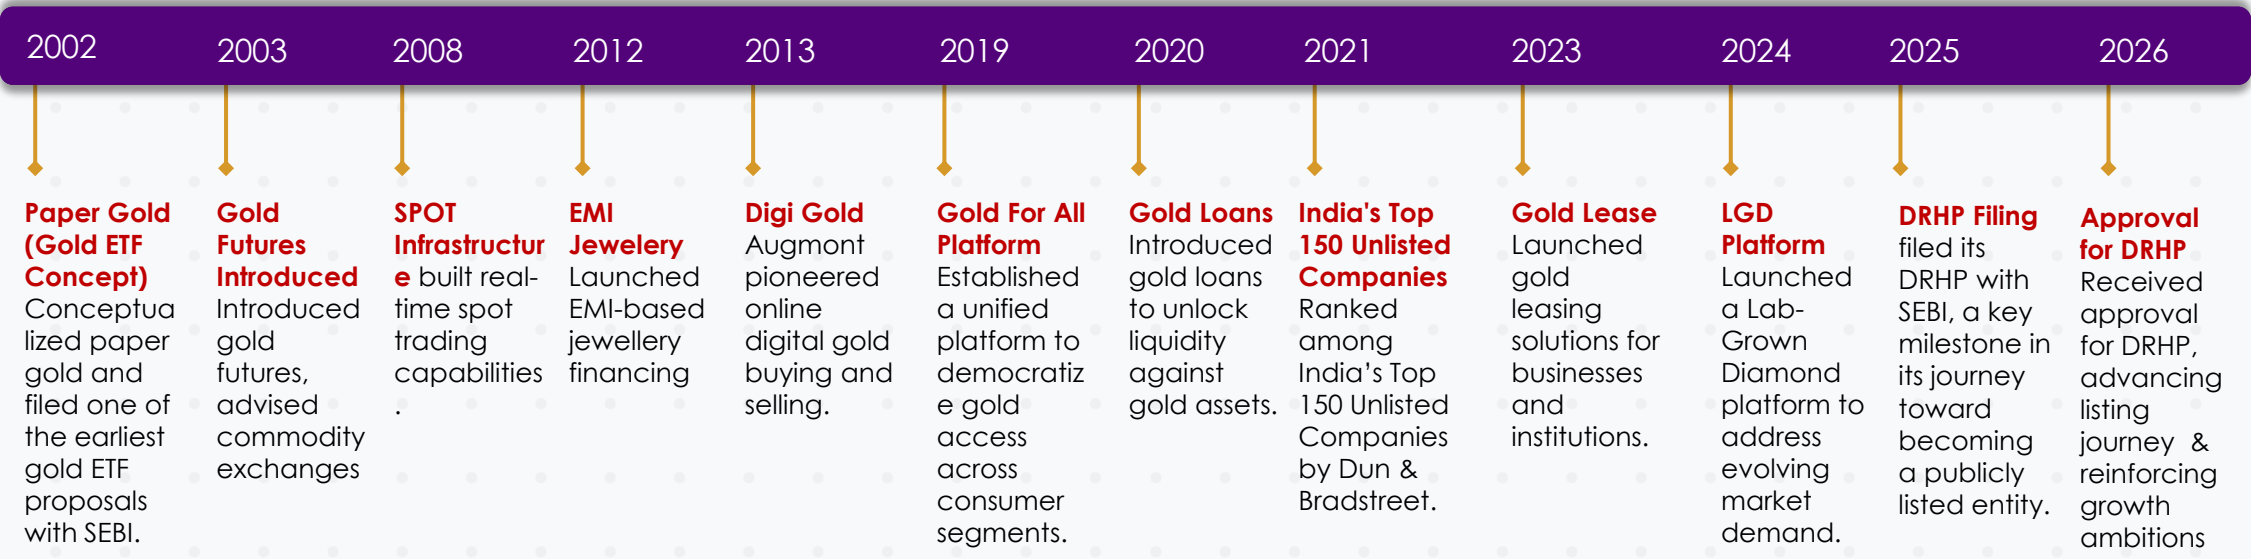 2002
2003
2008
2012
2013
2019
2020
2021
2023
2024
2025
2026
Paper Gold
(Gold ETF
Concept)
Conceptua
lized paper
gold and
filed one of
the earliest
gold ETF
proposals
with SEBI.
Gold
Futures
Introduced
Introduced
gold
futures,
advised
commodity
exchanges
SPOT
Infrastructur
e built real-
time spot
trading
capabilities
.
EMI
Jewelery
Launched
EMI-based
jewellery
financing
Digi Gold
Augmont
pioneered
online
digital gold
buying and
selling.
Gold For All
Platform
Established
a unified
platform to
democratiz
e gold
access
across
consumer
segments.
Gold Loans
Introduced
gold loans
to unlock
liquidity
against
gold assets.
India's Top
150 Unlisted
Companies
Ranked
among
India’s Top
150 Unlisted
Companies
by Dun &
Bradstreet.
Gold Lease
Launched
gold
leasing
solutions for
businesses
and
institutions.
LGD
Platform
Launched
a Lab-
Grown
Diamond
platform to
address
evolving
market
demand.
DRHP Filing
filed its
DRHP with
SEBI, a key
milestone in
its journey
toward
becoming
a publicly
listed entity.
Approval
for DRHP
Received
approval
for DRHP,
advancing
listing
journey &
reinforcing
growth
ambitions